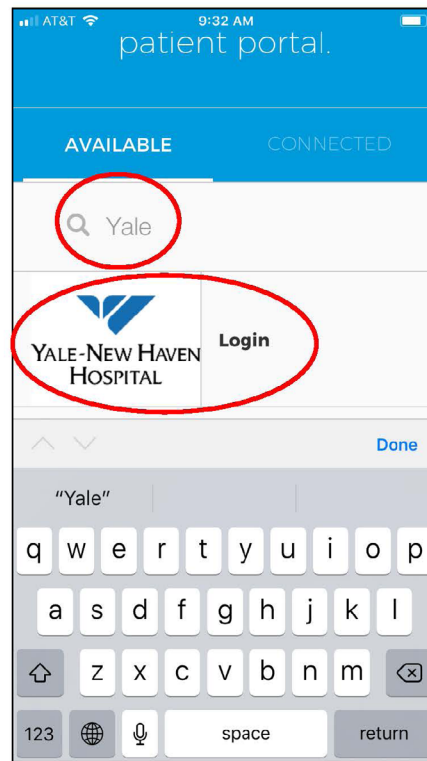 AT&T 9:32 AM
patient portal.
AVAILABLE CONNECTED
Yale
YALE-NEW HAVEN
HOSPITAL
Login
Done
“Yale”
q w e r t y u i o p
a s d f g h j k l
z x c v b n m
123 space return